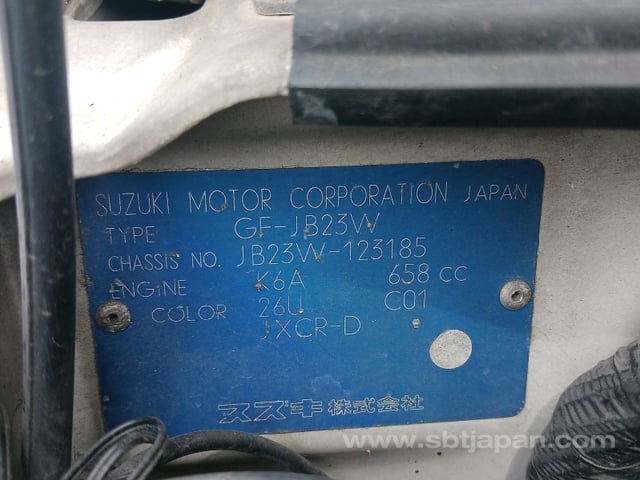 SUZUKI MOTOR CORPORATION JAPAN
TYPE GF-JB23W
CHASSIS NO. JB23W-123185
ENGINE K6A 658 CC
COLOR 26U C01
JXCR-D
スズキ株式会社
www.sbtjapan.com